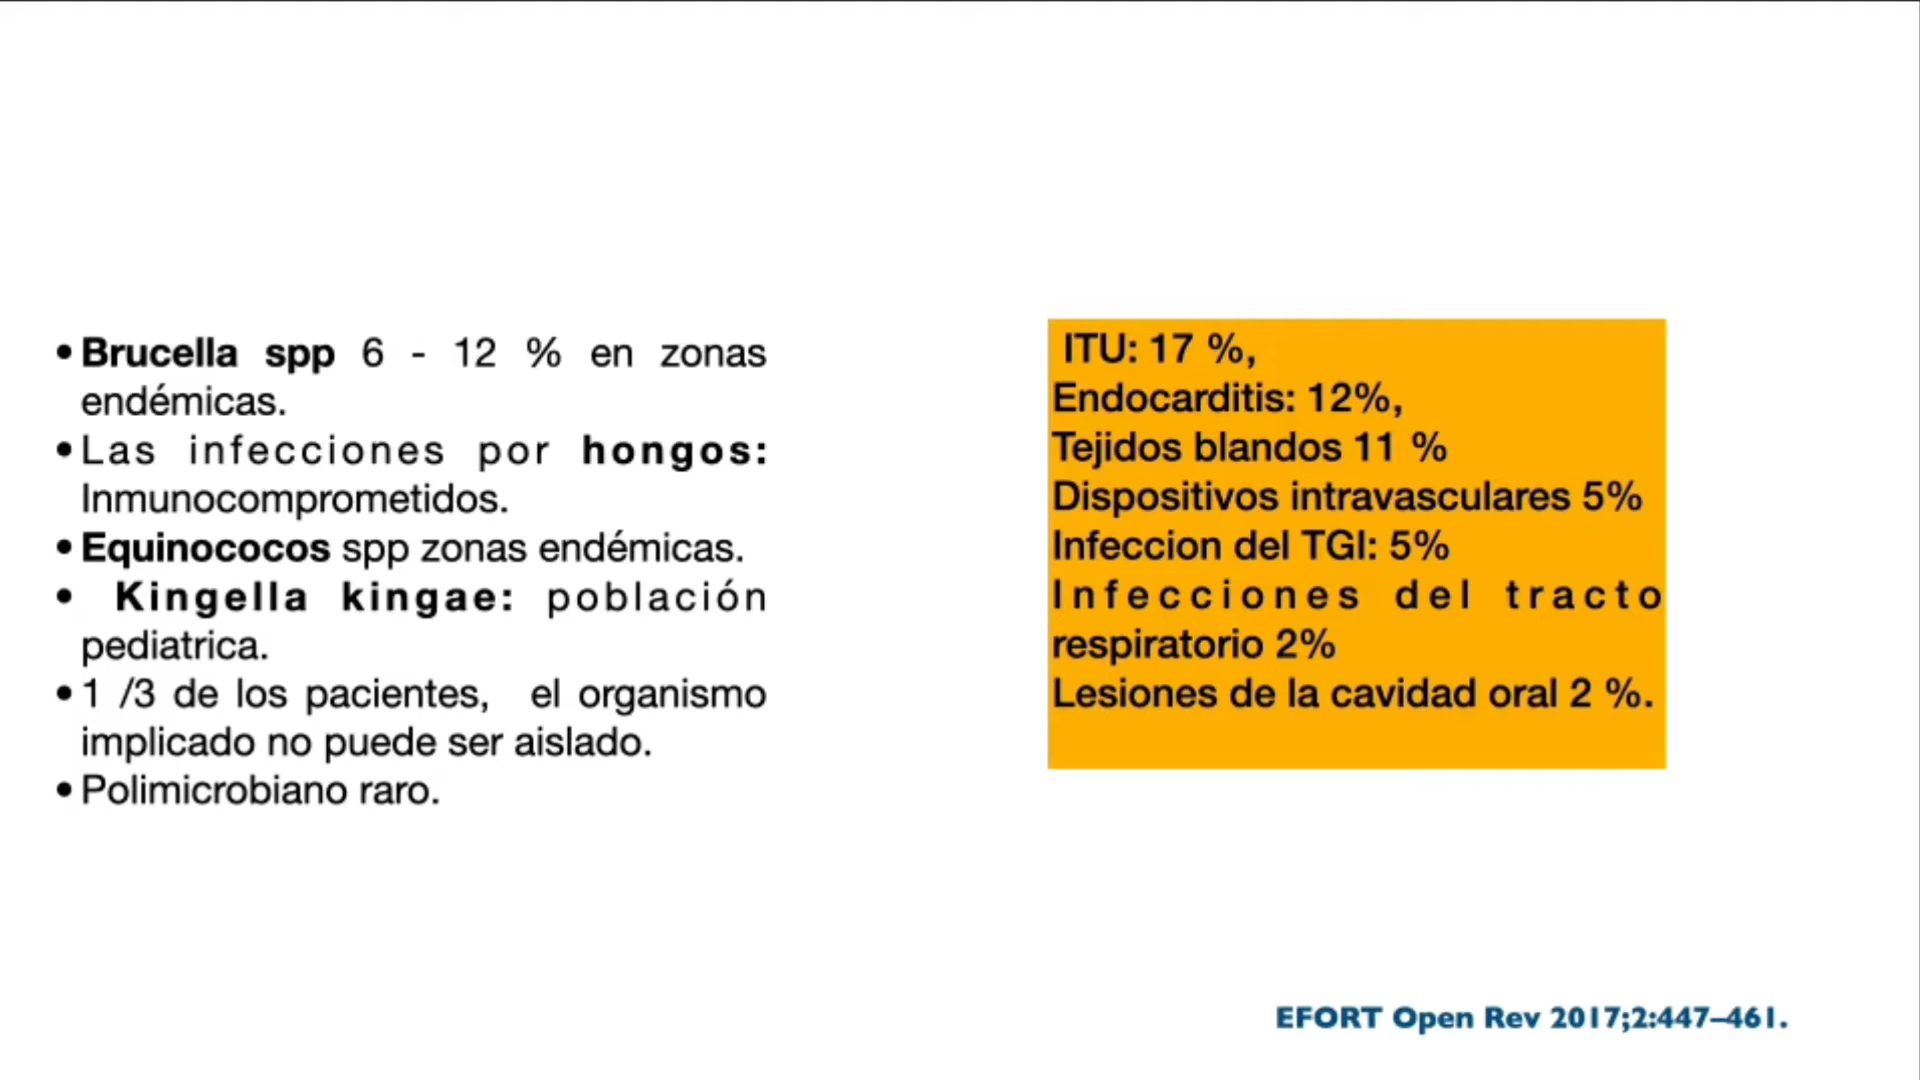 •Brucella spp 6 - 12 % en zonas
endémicas.
•Las infecciones por hongos:
Inmunocomprometidos.
•Equinococos spp zonas endémicas.
• Kingella kingae: población
pediatrica.
•1 /3 de los pacientes, el organismo
implicado no puede ser aislado.
•Polimicrobiano raro.
ITU: 17 %,
Endocarditis: 12%,
Tejidos blandos 11 %
Dispositivos intravasculares 5%
Infeccion del TGI: 5%
Infecciones del tracto
respiratorio 2%
Lesiones de la cavidad oral 2 %.
EFORT Open Rev 2017;2:447–461.